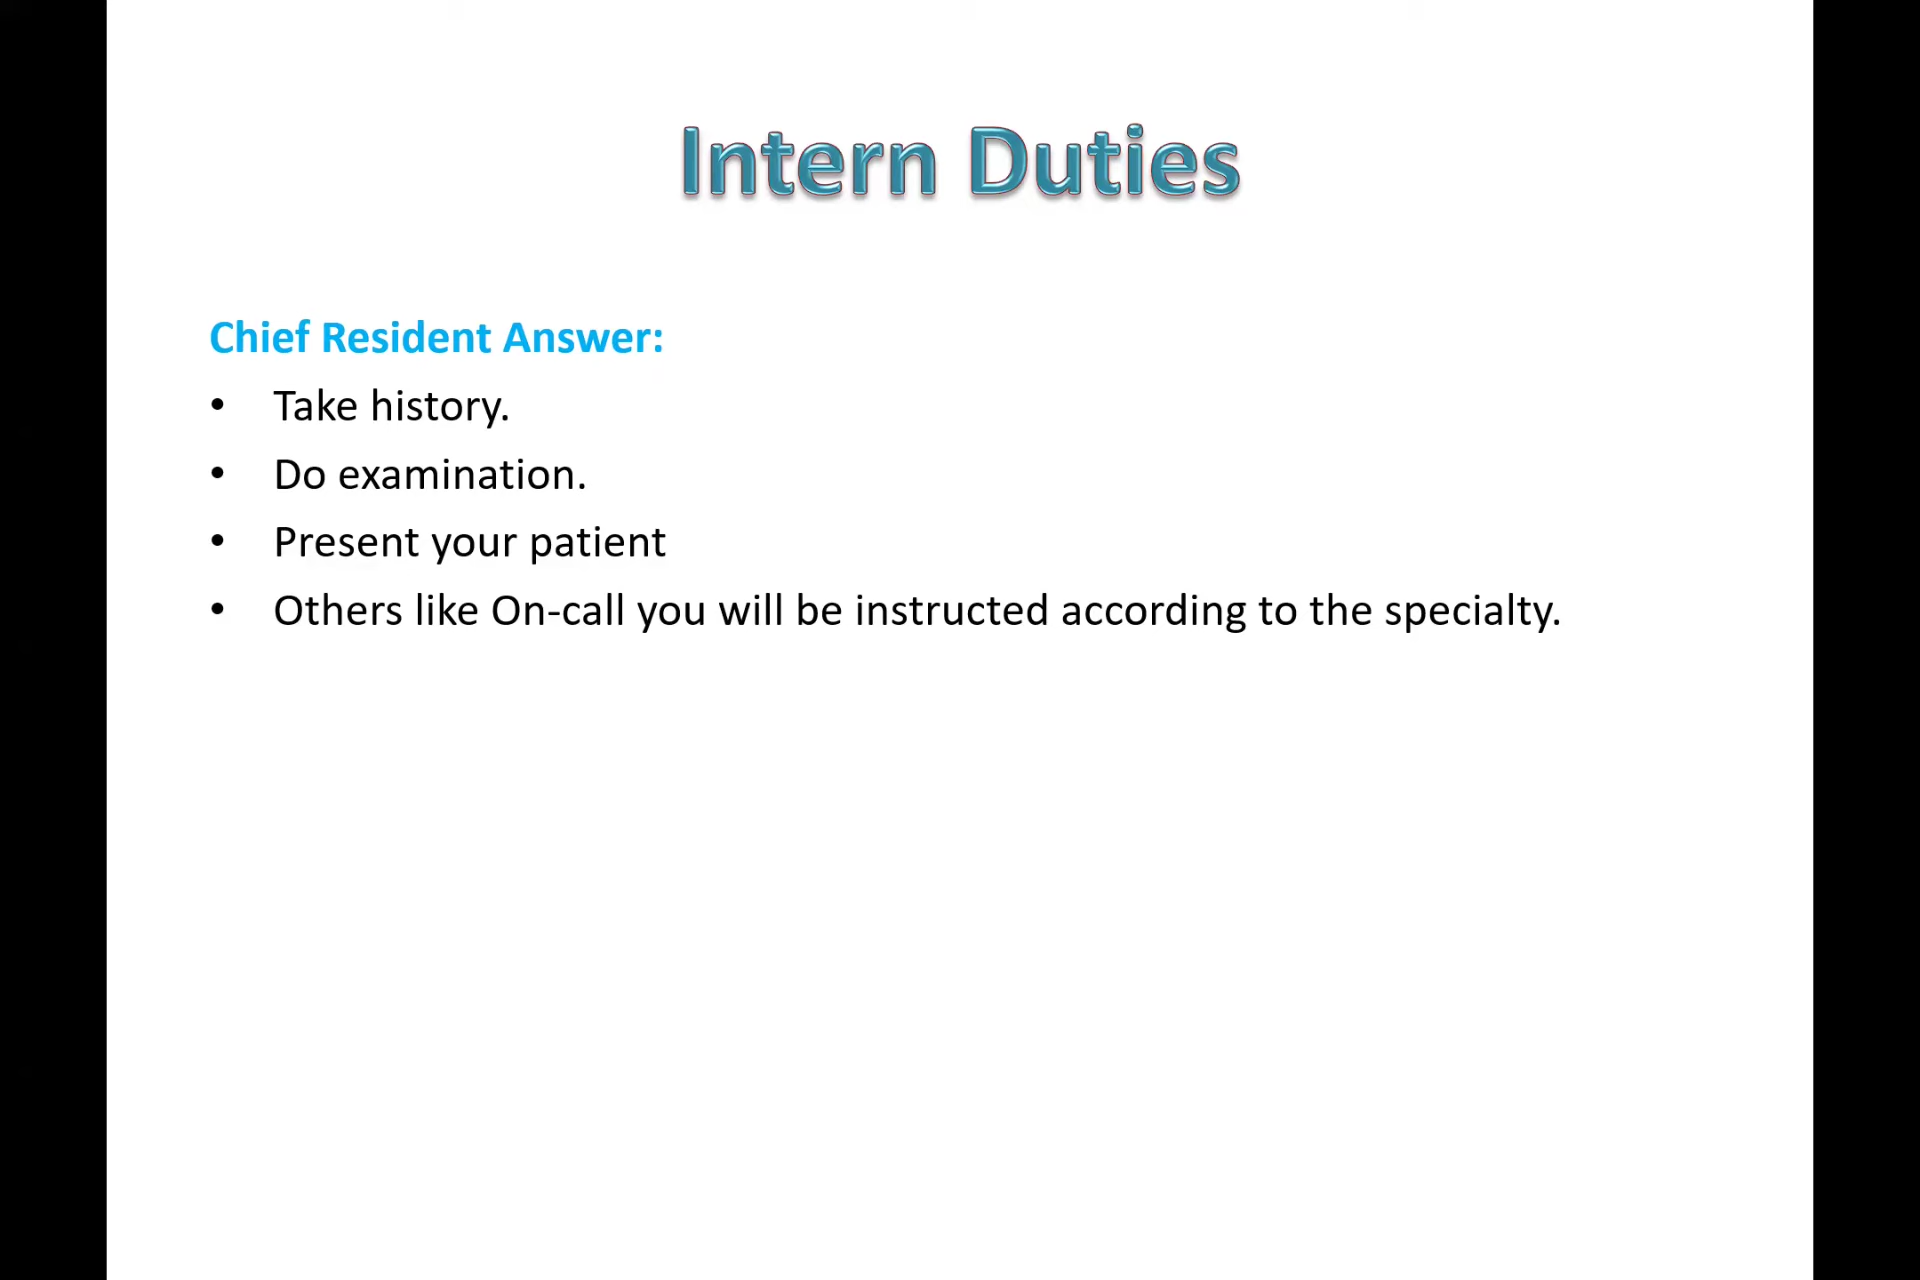 Intern Duties
Chief Resident Answer:
• Take history.
• Do examination.
• Present your patient
• Others like On-call you will be instructed according to the specialty.